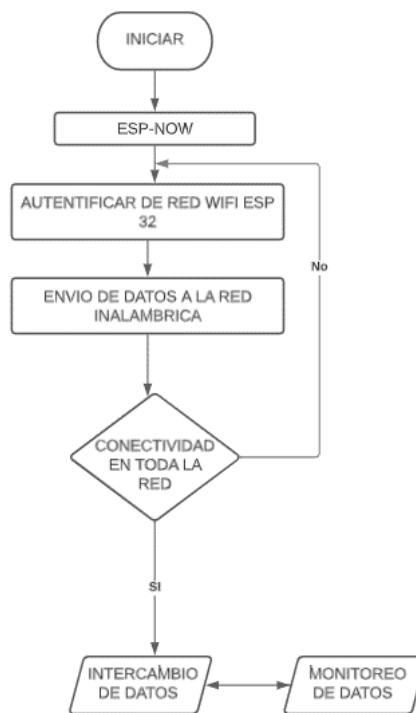 INICIAR
ESP-NOW
AUTENTIFICAR DE RED WIFI ESP
32
No
ENVIO DE DATOS A LA RED
INALAMBRICA
CONECTIVIDAD
EN TODA LA
RED
SI
INTERCAMBIO
DE DATOS
MONITOREO
DE DATOS